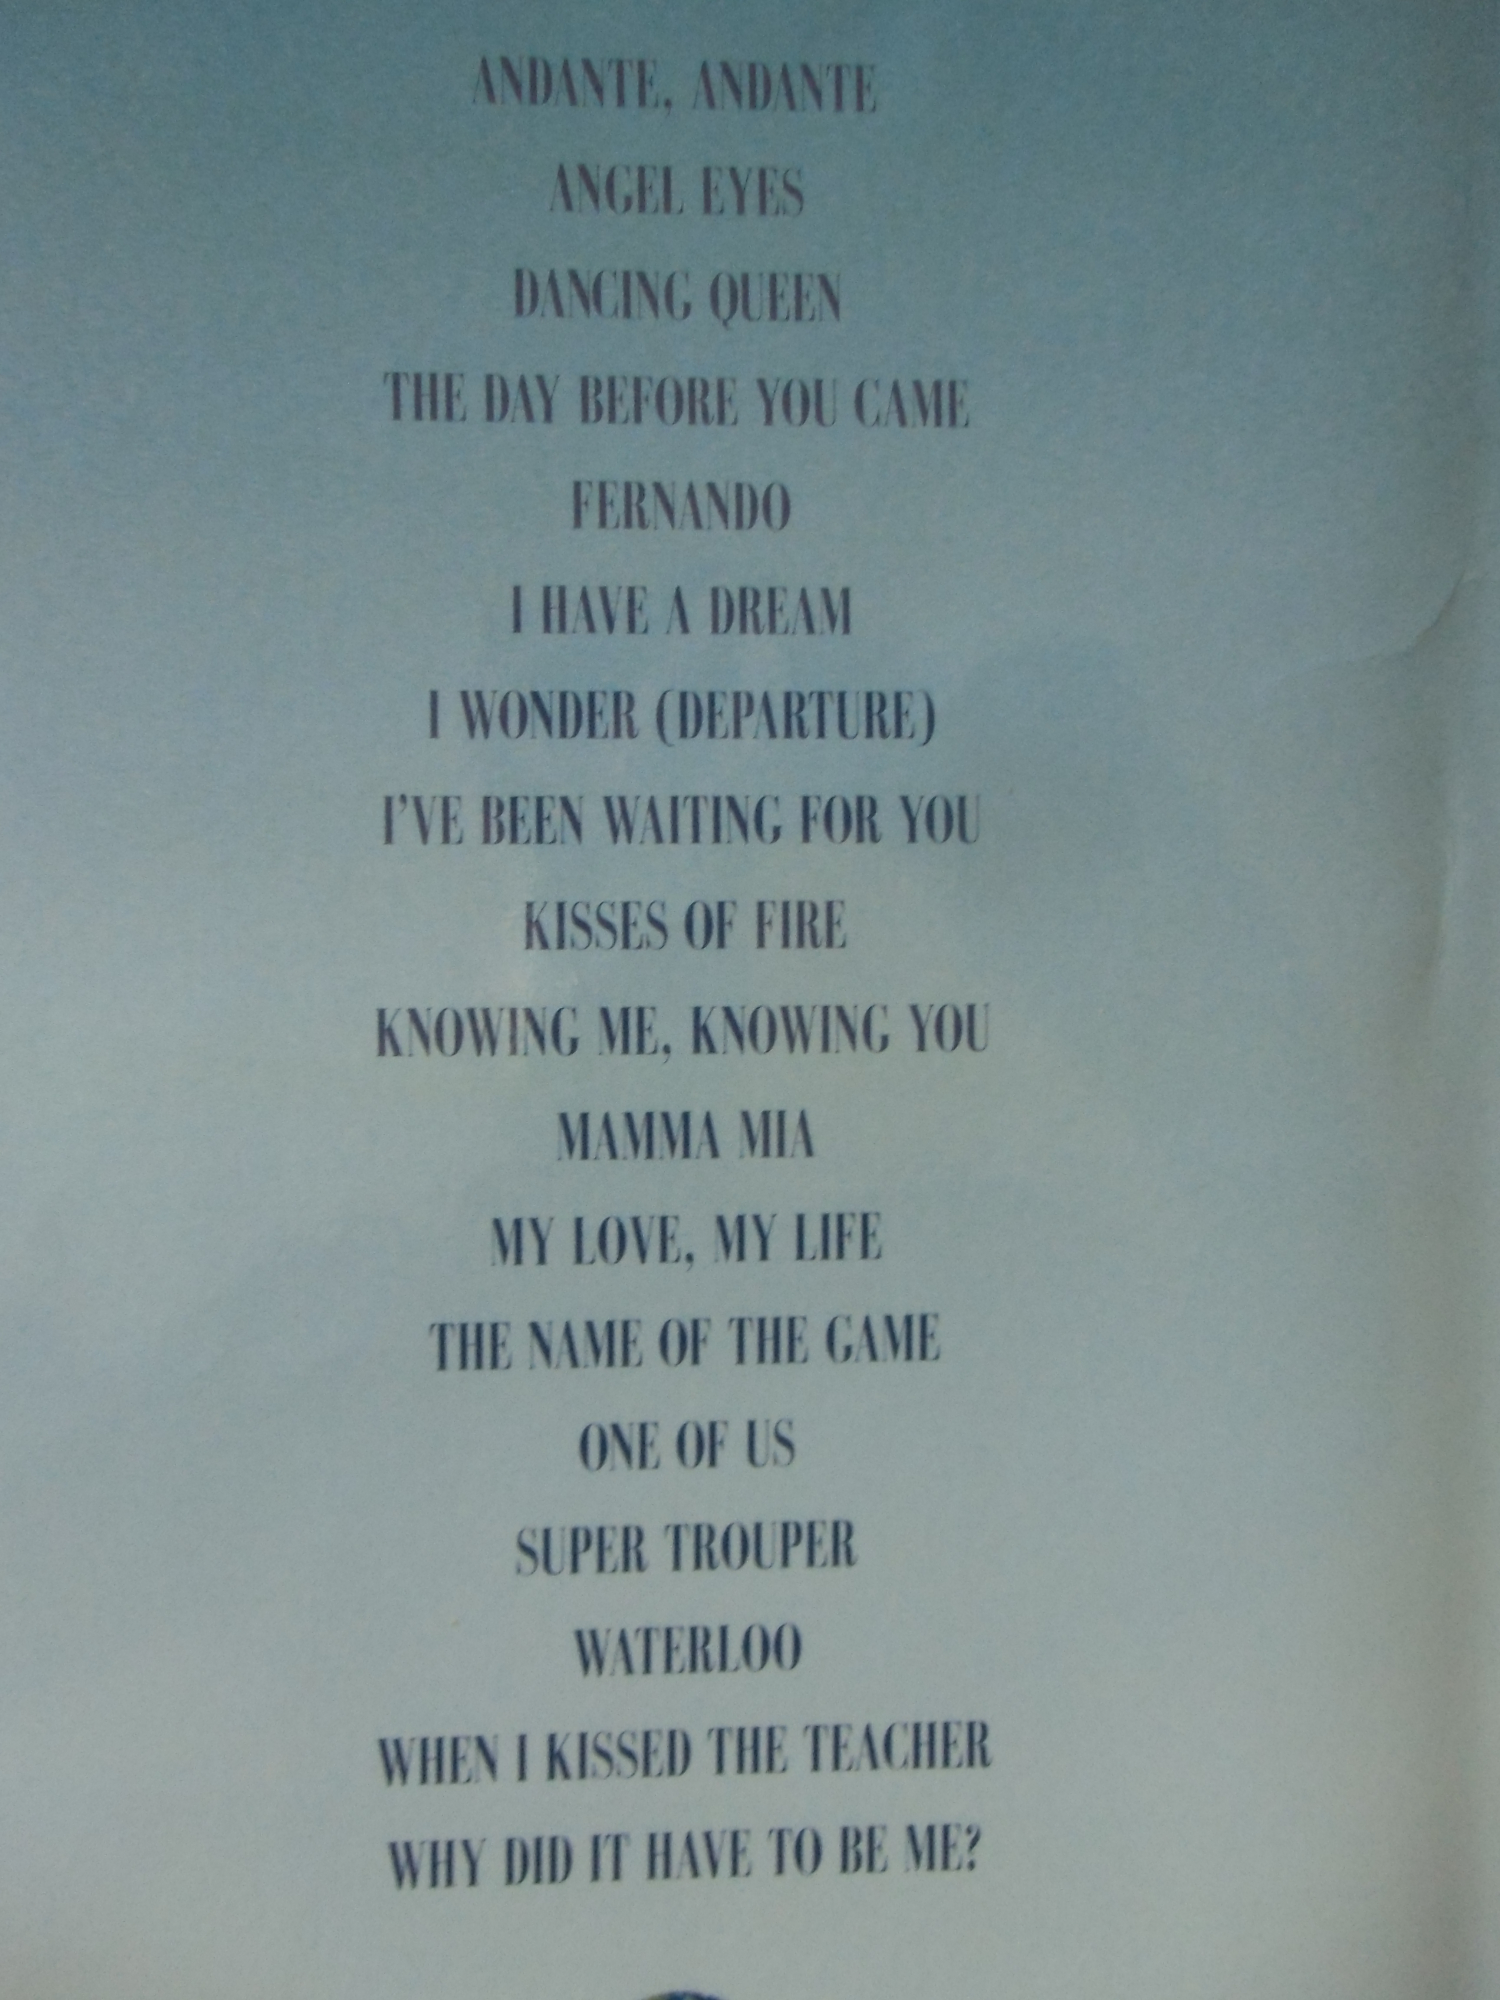 ANDANTE, ANDANTE
ANGEL EYES
DANCING QUEEN
THE DAY BEFORE YOU CAME
FERNANDO
I HAVE A DREAM
I WONDER (DEPARTURE)
I'VE BEEN WAITING FOR YOU
KISSES OF FIRE
KNOWING ME, KNOWING YOU
MAMMA MIA
MY LOVE, MY LIFE
THE NAME OF THE GAME
ONE OF US
SUPER TROUPER
WATERLOO
WHEN I KISSED THE TEACHER
WHY DID IT HAVE TO BE ME?